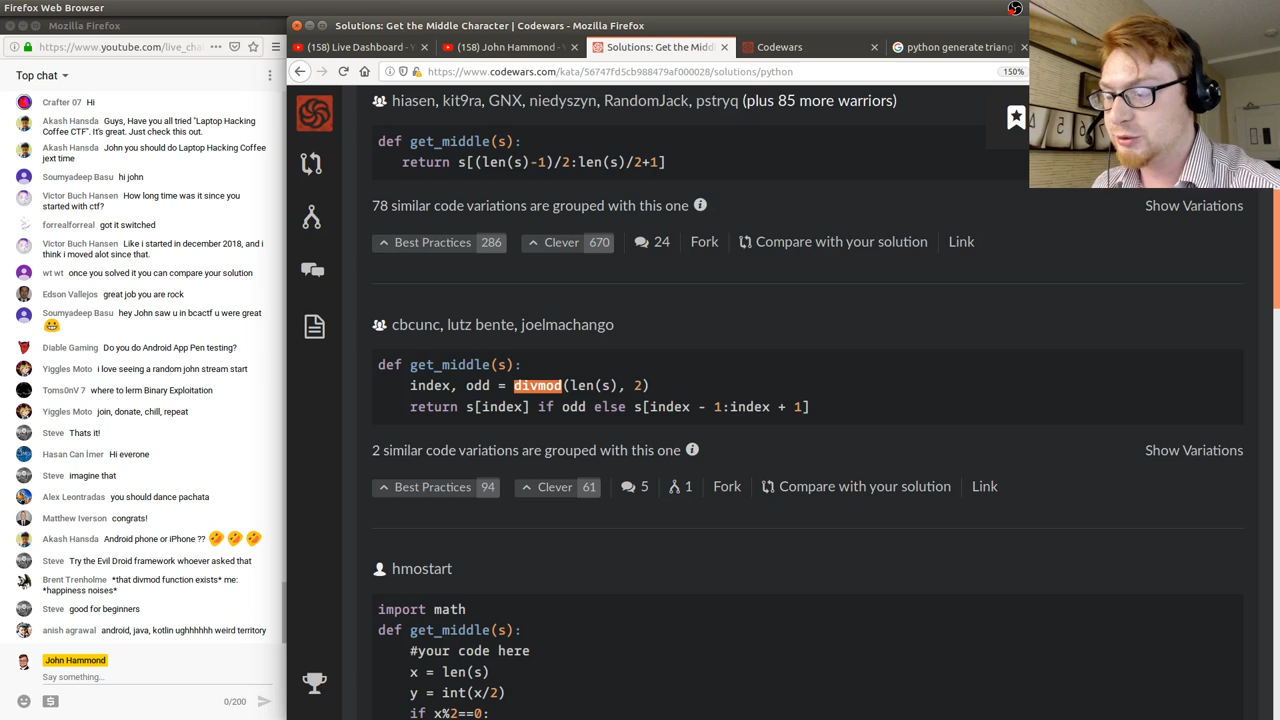 Firefox Web Browser
Mozilla Firefox
https://www.youtube.com/live_cha
Top chat
Crafter 07 Hi
Akash Hansda Guys, Have you all tried "Laptop Hacking
Coffee CTF". It's great. Just check this out.
Akash Hansda John you should do Laptop Hacking Coffee
jext time
Soumyadeep Basu hi john
Victor Buch Hansen How long time was it since you
started with ctf?
forrealforreal got it switched
Victor Buch Hansen Like i started in december 2018, and i
think i moved alot since that.
wt wt once you solved it you can compare your solution
Edson Vallejos great job you are rock
Soumyadeep Basu hey John saw u in bcactf u were great
Diable Gaming Do you do Android App Pen testing?
Yiggles Moto i love seeing a random john stream start
Toms0nV 7 where to lerm Binary Exploitation
Yiggles Moto join, donate, chill, repeat
Steve Thats it!
Hasan Can İmer Hi everone
Steve imagine that
Alex Leontradas you should dance pachata
Matthew Iverson congrats!
Akash Hansda Android phone or iPhone ??
Steve Try the Evil Droid framework whoever asked that
Brent Trenholme *that divmod function exists* me:
*happiness noises*
Steve good for beginners
anish agrawal android, java, kotlin ughhhhhh weird territory
John Hammond
Say something...
0/200
Solutions: Get the Middle Character | Codewars - Mozilla Firefox
(158) Live Dashboard - Y
(158) John Hammond - Y
Solutions: Get the Middl
Codewars
python generate triang
https://www.codewars.com/kata/56747fd5cb988479af000028/solutions/python
150%
hiasen, kit9ra, GNX, niedyszyn, RandomJack, pstryq (plus 85 more warriors)
def get_middle(s):
return s[(len(s)-1)/2:len(s)/2+1]
78 similar code variations are grouped with this one
Show Variations
Best Practices 286 Clever 670 24 Fork Compare with your solution Link
cbcunc, lutz bente, joelmachango
def get_middle(s):
index, odd = divmod(len(s), 2)
return s[index] if odd else s[index - 1:index + 1]
2 similar code variations are grouped with this one
Show Variations
Best Practices 94 Clever 61 5 1 Fork Compare with your solution Link
hmostart
import math
def get_middle(s):
#your code here
x = len(s)
y = int(x/2)
if x%2==0: